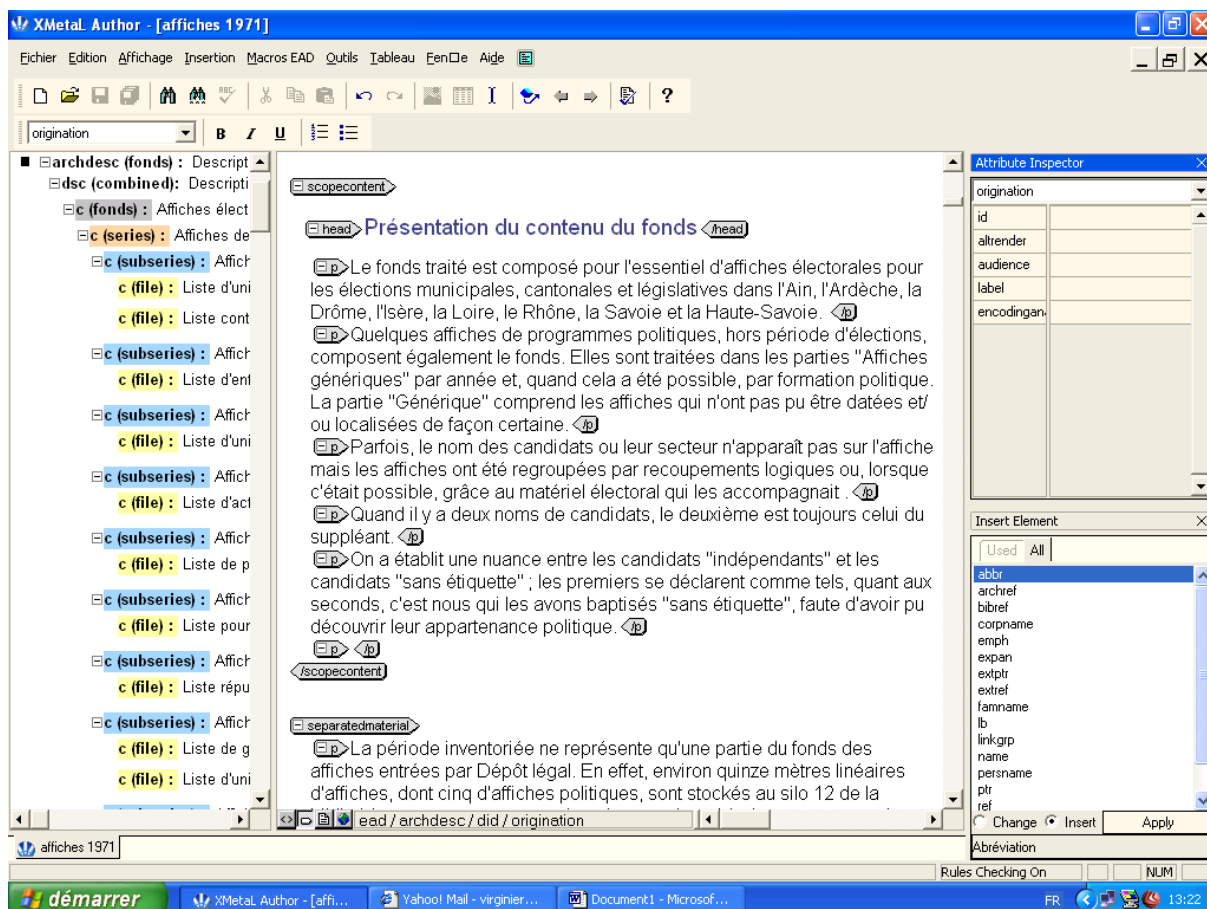 XMetaL Author - [affiches 1971]
Eichier Edition Affichage Insertion Macros EAD Outils Tableau Fen□e Aide
origination B I U
archdesc (fonds) : Descript
dsc (combined): Descripti
c (fonds) : Affiches élect
c (series) : Affiches de
c (subseries) : Affich
c (file) : Liste d'uni
c (file) : Liste cont
c (subseries) : Affich
c (file) : Liste d'ent
c (subseries) : Affich
c (file) : Liste d'uni
c (subseries) : Affich
c (file) : Liste d'act
c (subseries) : Affich
c (file) : Liste de p
c (subseries) : Affich
c (file) : Liste pour
c (subseries) : Affich
c (file) : Liste répu
c (subseries) : Affich
c (file) : Liste de g
c (file) : Liste d'uni
scopecontent
head Présentation du contenu du fonds /head
p Le fonds traité est composé pour l'essentiel d'affiches électorales pour
les élections municipales, cantonales et législatives dans l'Ain, l'Ardèche, la
Drôme, l'Isère, la Loire, le Rhône, la Savoie et la Haute-Savoie. /p
p Quelques affiches de programmes politiques, hors période d'élections,
composent également le fonds. Elles sont traitées dans les parties "Affiches
génériques" par année et, quand cela a été possible, par formation politique.
La partie "Générique" comprend les affiches qui n'ont pas pu être datées et/
ou localisées de façon certaine. /p
p Parfois, le nom des candidats ou leur secteur n'apparaît pas sur l'affiche
mais les affiches ont été regroupées par recoupements logiques ou, lorsque
c'était possible, grâce au matériel électoral qui les accompagnait . /p
p Quand il y a deux noms de candidats, le deuxième est toujours celui du
suppléant. /p
p On a établit une nuance entre les candidats "indépendants" et les
candidats "sans étiquette" ; les premiers se déclarent comme tels, quant aux
seconds, c'est nous qui les avons baptisés "sans étiquette", faute d'avoir pu
découvrir leur appartenance politique. /p
p /p
/scopecontent
separatedmaterial
p La période inventoriée ne représente qu'une partie du fonds des
affiches entrées par Dépôt légal. En effet, environ quinze mètres linéaires
d'affiches, dont cinq d'affiches politiques, sont stockés au silo 12 de la
ead / archdesc / did / origination
Attribute Inspector
origination
id
altrender
audience
label
encodingan
Insert Element
Used All
abbr
archref
bibref
corpname
emph
expan
extptr
extref
famname
lb
linkgrp
name
persname
ptr
ref
Change Insert Apply
Abréviation
affiches 1971
Rules Checking On NUM
démarrer XMetaL Author - [affi... Yahoo! Mail - virginier... Document1 - Microsof... FR 13:22